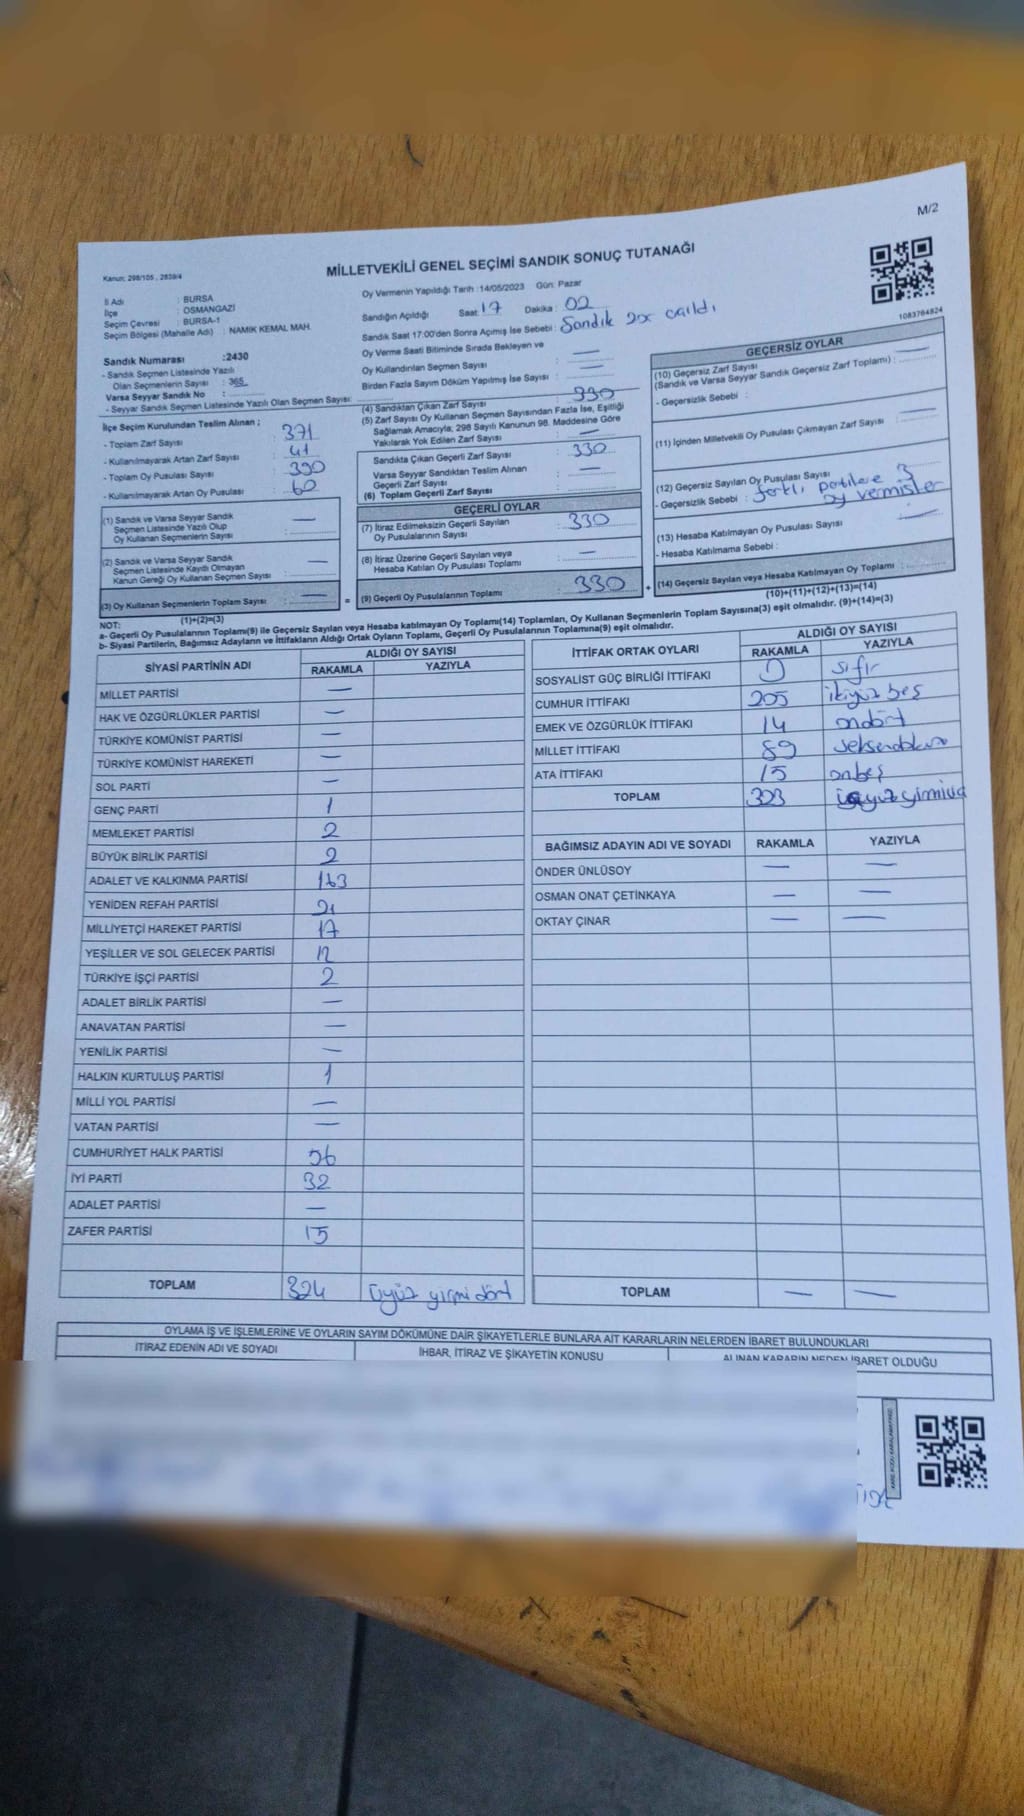 M/2
Kanun: 298/105 , 2839/4
MİLLETVEKİLİ GENEL SEÇİMİ SANDIK SONUÇ TUTANAĞI
İl Adı : BURSA
İlçe : OSMANGAZİ
Seçim Çevresi : BURSA-1
Seçim Bölgesi (Mahalle Adı) : NAMIK KEMAL MAH.
Oy Vermenin Yapıldığı Tarih :14/05/2023 Gün: Pazar
Sandığın Açıldığı Saat: 17 Dakika : 02
Sandık Saat 17:00'den Sonra Açımış İse Sebebi : Sandık
Oy Verme Saati Bitiminde Sırada Bekleyen ve
Oy Kullandırılan Seçmen Sayısı : —
Birden Fazla Sayım Döküm Yapılmış İse Sayısı : —
1083764824
Sandık Numarası :2430
- Sandık Seçmen Listesinde Yazılı
Olan Seçmenlerin Sayısı : 365
Varsa Seyyar Sandık No :
- Seyyar Sandık Seçmen Listesinde Yazılı Olan Seçmen Sayısı:
İlçe Seçim Kurulundan Teslim Alınan ;
- Toplam Zarf Sayısı : 371
- Kullanılmayarak Artan Zarf Sayısı : 41
- Toplam Oy Pusulası Sayısı : 390
- Kullanılmayarak Artan Oy Pusulası : 60
(1) Sandık ve Varsa Seyyar Sandık
Seçmen Listesinde Yazılı Olup
Oy Kullanan Seçmenlerin Sayısı : —
(2) Sandık ve Varsa Seyyar Sandık
Seçmen Listesinde Kayıtlı Olmayan
Kanun Gereği Oy Kullanan Seçmen Sayısı : —
(3) Oy Kullanan Seçmenlerin Toplam Sayısı : —
(1)+(2)=(3)
(4) Sandıktan Çıkan Zarf Sayısı : 330
(5) Zarf Sayısı Oy Kullanan Seçmen Sayısından Fazla İse, Eşitliği
Sağlamak Amacıyla, 298 Sayılı Kanunun 98. Maddesine Göre
Yakılarak Yok Edilen Zarf Sayısı : —
Sandıkta Çıkan Geçerli Zarf Sayısı : 330
Varsa Seyyar Sandıktan Teslim Alınan
Geçerli Zarf Sayısı : —
(6) Toplam Geçerli Zarf Sayısı :
GEÇERLİ OYLAR
(7) İtiraz Edilmeksizin Geçerli Sayılan
Oy Pusulalarının Sayısı : 330
(8) İtiraz Üzerine Geçerli Sayılan veya
Hesaba Katılan Oy Pusulası Toplamı : —
= (9) Geçerli Oy Pusulalarının Toplamı : 330 +
GEÇERSİZ OYLAR
(10) Geçersiz Zarf Sayısı
(Sandık ve Varsa Seyyar Sandık Geçersiz Zarf Toplamı) : —
- Geçersizlik Sebebi :
(11) İçinden Milletvekili Oy Pusulası Çıkmayan Zarf Sayısı : —
(12) Geçersiz Sayılan Oy Pusulası Sayısı : 3
- Geçersizlik Sebebi : farklı partilere oy vermişler
(13) Hesaba Katılmayan Oy Pusulası Sayısı : —
- Hesaba Katılmama Sebebi :
(14) Geçersiz Sayılan veya Hesaba Katılmayan Oy Toplamı :
(10)+(11)+(12)+(13)=(14)
NOT:
a- Geçerli Oy Pusulalarının Toplamı(9) ile Geçersiz Sayılan veya Hesaba katılmayan Oy Toplamı(14) Toplamları, Oy Kullanan Seçmenlerin Toplam Sayısına(3) eşit olmalıdır. (9)+(14)=(3)
b- Siyasi Partilerin, Bağımsız Adayların ve İttifakların Aldığı Ortak Oyların Toplamı, Geçerli Oy Pusulalarının Toplamına(9) eşit olmalıdır.
SİYASİ PARTİNİN ADI ALDIĞI OY SAYISI
RAKAMLA YAZIYLA
MİLLET PARTİSİ —
HAK VE ÖZGÜRLÜKLER PARTİSİ —
TÜRKİYE KOMÜNİST PARTİSİ —
TÜRKİYE KOMÜNİST HAREKETİ —
SOL PARTİ —
GENÇ PARTİ 1
MEMLEKET PARTİSİ 2
BÜYÜK BİRLİK PARTİSİ 2
ADALET VE KALKINMA PARTİSİ 163
YENİDEN REFAH PARTİSİ 21
MİLLİYETÇİ HAREKET PARTİSİ 17
YEŞİLLER VE SOL GELECEK PARTİSİ 12
TÜRKİYE İŞÇİ PARTİSİ 2
ADALET BİRLİK PARTİSİ —
ANAVATAN PARTİSİ —
YENİLİK PARTİSİ —
HALKIN KURTULUŞ PARTİSİ 1
MİLLİ YOL PARTİSİ —
VATAN PARTİSİ —
CUMHURİYET HALK PARTİSİ 56
İYİ PARTİ 32
ADALET PARTİSİ —
ZAFER PARTİSİ 15
TOPLAM 324 üçyüz yirmi dört
İTTİFAK ORTAK OYLARI ALDIĞI OY SAYISI
RAKAMLA YAZIYLA
SOSYALİST GÜÇ BİRLİĞİ İTTİFAKI 0 sıfır
CUMHUR İTTİFAKI 205 ikiyüz beş
EMEK VE ÖZGÜRLÜK İTTİFAKI 14 ondört
MİLLET İTTİFAKI 89 seksendokuz
ATA İTTİFAKI 15 onbeş
TOPLAM 323 üçyüzyirmiüç
BAĞIMSIZ ADAYIN ADI VE SOYADI RAKAMLA YAZIYLA
ÖNDER ÜNLÜSOY — —
OSMAN ONAT ÇETİNKAYA — —
OKTAY ÇINAR — —
TOPLAM — —
OYLAMA İŞ VE İŞLEMLERİNE VE OYLARIN SAYIM DÖKÜMÜNE DAİR ŞİKAYETLERLE BUNLARA AİT KARARLARIN NELERDEN İBARET BULUNDUKLARI
İTİRAZ EDENİN ADI VE SOYADI İHBAR, İTİRAZ VE ŞİKAYETİN KONUSU ALINAN KARARIN NEDEN İBARET OLDUĞU